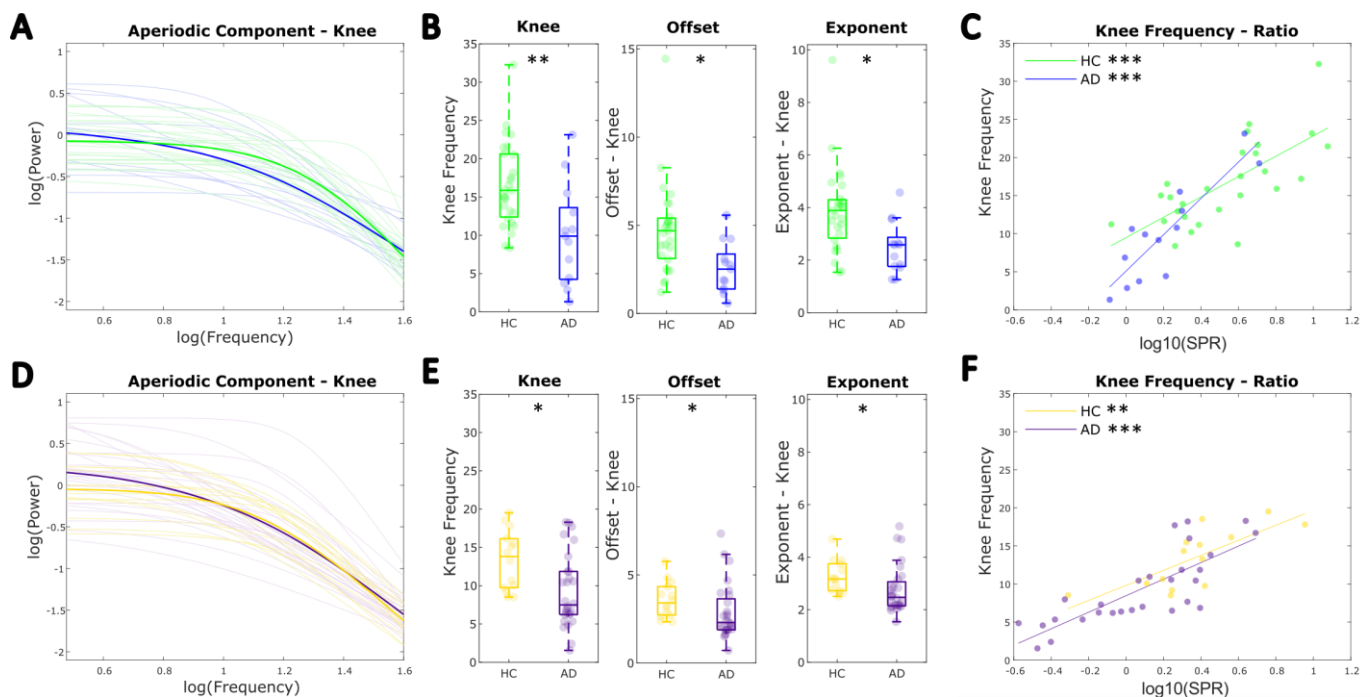 A
Aperiodic Component - Knee
1
0.5
0
-0.5
-1
-1.5
-2
log(Power)
0.6 0.8 1 1.2 1.4 1.6
log(Frequency)
B
Knee
**
40
35
30
25
20
15
10
5
0
Knee Frequency
HC AD
Offset
*
15
10
5
0
Offset - Knee
HC AD
Exponent
*
10
8
6
4
2
0
Exponent - Knee
HC AD
C
Knee Frequency - Ratio
HC ***
AD ***
35
30
25
20
15
10
5
0
Knee Frequency
-0.6 -0.4 -0.2 0 0.2 0.4 0.6 0.8 1 1.2
log10(SPR)
D
Aperiodic Component - Knee
1
0.5
0
-0.5
-1
-1.5
-2
log(Power)
0.6 0.8 1 1.2 1.4 1.6
log(Frequency)
E
Knee
*
40
35
30
25
20
15
10
5
0
Knee Frequency
HC AD
Offset
*
15
10
5
0
Offset - Knee
HC AD
Exponent
*
10
8
6
4
2
0
Exponent - Knee
HC AD
F
Knee Frequency - Ratio
HC **
AD ***
35
30
25
20
15
10
5
0
Knee Frequency
-0.6 -0.4 -0.2 0 0.2 0.4 0.6 0.8 1 1.2
log10(SPR)